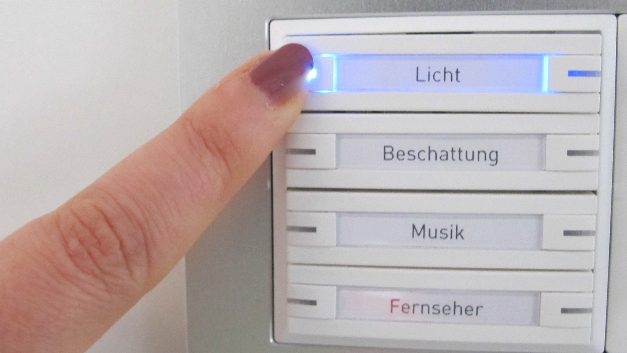 Licht
Beschattung
Musik
Fernseher